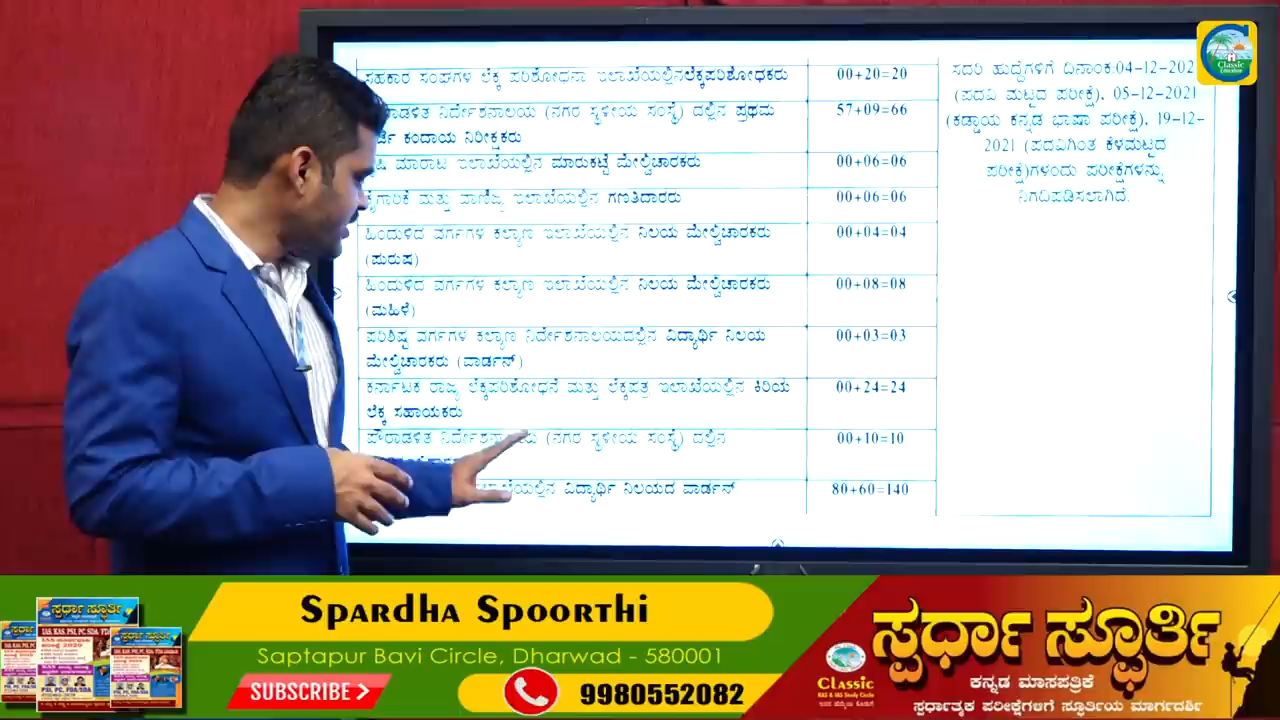 ಸಹಕಾರ ಸಂಘಗಳ ಲೆಕ್ಕ ಪರಿಶೋಧನಾ ಇಲಾಖೆಯಲ್ಲಿನಲೆಕ್ಕಪರಿಶೋಧಕರು 00+20=20
ನಿರ್ದೇಶನಾಲಯ (ನಗರ ಸ್ಥಳೀಯ ಸಂಸ್ಥೆ) ದಲ್ಲಿನ ಪ್ರಥಮ 57+09=66
ಕಂದಾಯ ನಿರೀಕ್ಷಕರು
ಮಾರಾಟ ಇಲಾಖೆಯಲ್ಲಿನ ಮಾರುಕಟ್ಟೆ ಮೇಲ್ವಿಚಾರಕರು 00+06=06
ಕೈಗಾರಿಕೆ ಮತ್ತು ವಾಣಿಜ್ಯ ಇಲಾಖೆಯಲ್ಲಿನ ಗಣತಿದಾರರು 00+06=06
ಹಿಂದುಳಿದ ವರ್ಗಗಳ ಕಲ್ಯಾಣ ಇಲಾಖೆಯಲ್ಲಿನ ನಿಲಯ ಮೇಲ್ವಿಚಾರಕರು 00+04=04
(ಪುರುಷ)
ಹಿಂದುಳಿದ ವರ್ಗಗಳ ಕಲ್ಯಾಣ ಇಲಾಖೆಯಲ್ಲಿನ ನಿಲಯ ಮೇಲ್ವಿಚಾರಕರು 00+08=08
(ಮಹಿಳೆ)
ಪರಿಶಿಷ್ಟ ವರ್ಗಗಳ ಕಲ್ಯಾಣ ನಿರ್ದೇಶನಾಲಯದಲ್ಲಿನ ವಿದ್ಯಾರ್ಥಿ ನಿಲಯ 00+03=03
ಮೇಲ್ವಿಚಾರಕರು (ವಾರ್ಡನ್)
ಕರ್ನಾಟಕ ರಾಜ್ಯ ಲೆಕ್ಕಪರಿಶೋಧನೆ ಮತ್ತು ಲೆಕ್ಕಪತ್ರ ಇಲಾಖೆಯಲ್ಲಿನ ಕಿರಿಯ 00+24=24
ಲೆಕ್ಕ ಸಹಾಯಕರು
ಪೌರಾಡಳಿತ (ನಗರ ಸ್ಥಳೀಯ ಸಂಸ್ಥೆ) ದಲ್ಲಿನ 00+10=10
ವಿದ್ಯಾರ್ಥಿ ನಿಲಯದ ವಾರ್ಡನ್ 80+60=140
ಸದರಿ ಹುದ್ದೆಗಳಿಗೆ ದಿನಾಂಕ:04-12-202
(ಪದವಿ ಮಟ್ಟದ ಪರೀಕ್ಷೆ), 05-12-2021
(ಕಡ್ಡಾಯ ಕನ್ನಡ ಭಾಷಾ ಪರೀಕ್ಷೆ), 19-12-
2021 (ಪದವಿಗಿಂತ ಕೆಳಮಟ್ಟದ
ಪರೀಕ್ಷೆ)ಗಳಂದು ಪರೀಕ್ಷೆಗಳನ್ನು
ನಿಗದಿಪಡಿಸಲಾಗಿದೆ.
Classic
Education
Spardha Spoorthi
Saptapur Bavi Circle, Dharwad - 580001
SUBSCRIBE
9980552082
ಸ್ಪರ್ಧಾ ಸ್ಫೂರ್ತಿ
Classic
KAS & IAS Study Circle
ಸ್ಪರ್ಧಾ ಸ್ಫೂರ್ತಿ
ಕನ್ನಡ ಮಾಸಪತ್ರಿಕೆ
ಸ್ಪರ್ಧಾತ್ಮಕ ಪರೀಕ್ಷೆಗಳಿಗೆ ಸ್ಫೂರ್ತಿಯ ಮಾರ್ಗದರ್ಶಿ